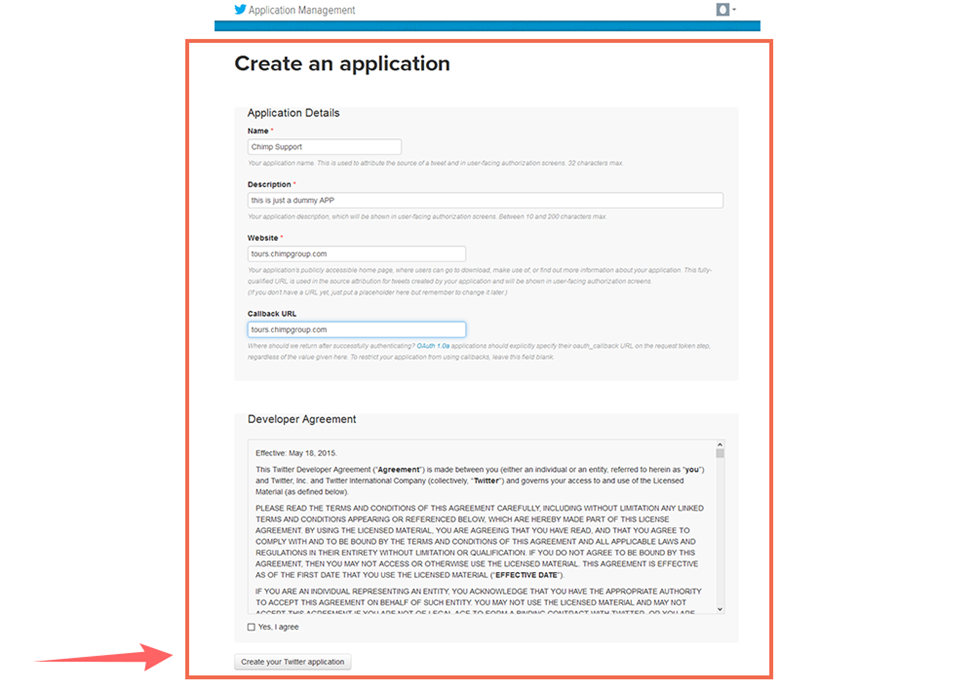 Application Management
Create an application
Application Details
Name *
Chimp Support
Your application name. This is used to attribute the source of a tweet and in user-facing authorization screens. 32 characters max.
Description *
this is just a dummy APP
Your application description, which will be shown in user-facing authorization screens. Between 10 and 200 characters max.
Website *
tours.chimpgroup.com
Your application's publicly accessible home page, where users can go to download, make use of, or find out more information about your application. This fully-
qualified URL is used in the source attribution for tweets created by your application and will be shown in user-facing authorization screens.
(If you don't have a URL yet, just put a placeholder here but remember to change it later.)
Callback URL
tours.chimpgroup.com
Where should we return after successfully authenticating? OAuth 1.0a applications should explicitly specify their oauth_callback URL on the request token step,
regardless of the value given here. To restrict your application from using callbacks, leave this field blank.
Developer Agreement
Effective: May 18, 2015.
This Twitter Developer Agreement ("Agreement") is made between you (either an individual or an entity, referred to herein as "you")
and Twitter, Inc. and Twitter International Company (collectively, "Twitter") and governs your access to and use of the Licensed
Material (as defined below).
PLEASE READ THE TERMS AND CONDITIONS OF THIS AGREEMENT CAREFULLY, INCLUDING WITHOUT LIMITATION ANY LINKED
TERMS AND CONDITIONS APPEARING OR REFERENCED BELOW, WHICH ARE HEREBY MADE PART OF THIS LICENSE
AGREEMENT. BY USING THE LICENSED MATERIAL, YOU ARE AGREEING THAT YOU HAVE READ, AND THAT YOU AGREE TO
COMPLY WITH AND TO BE BOUND BY THE TERMS AND CONDITIONS OF THIS AGREEMENT AND ALL APPLICABLE LAWS AND
REGULATIONS IN THEIR ENTIRETY WITHOUT LIMITATION OR QUALIFICATION. IF YOU DO NOT AGREE TO BE BOUND BY THIS
AGREEMENT, THEN YOU MAY NOT ACCESS OR OTHERWISE USE THE LICENSED MATERIAL. THIS AGREEMENT IS EFFECTIVE
AS OF THE FIRST DATE THAT YOU USE THE LICENSED MATERIAL ("EFFECTIVE DATE").
IF YOU ARE AN INDIVIDUAL REPRESENTING AN ENTITY, YOU ACKNOWLEDGE THAT YOU HAVE THE APPROPRIATE AUTHORITY
TO ACCEPT THIS AGREEMENT ON BEHALF OF SUCH ENTITY. YOU MAY NOT USE THE LICENSED MATERIAL AND MAY NOT
ACCEPT THIS AGREEMENT IF YOU ARE NOT OF LEGAL AGE TO FORM A BINDING CONTRACT WITH TWITTER, OR YOU ARE
Yes, I agree
Create your Twitter application